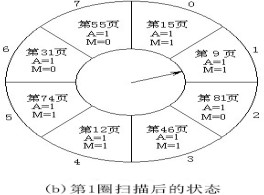 7
0
第55页
A=1
M=0
第15页
A=1
M=1
6
1
第31页
A=1
M=0
第 9 页
A=1
M=1
第74页
A=1
M=1
第 81页
A=1
M=0
5
2
第12页
A=1
M=1
第46页
A=1
M=1
4
3
(b) 第1圈扫描后的状态